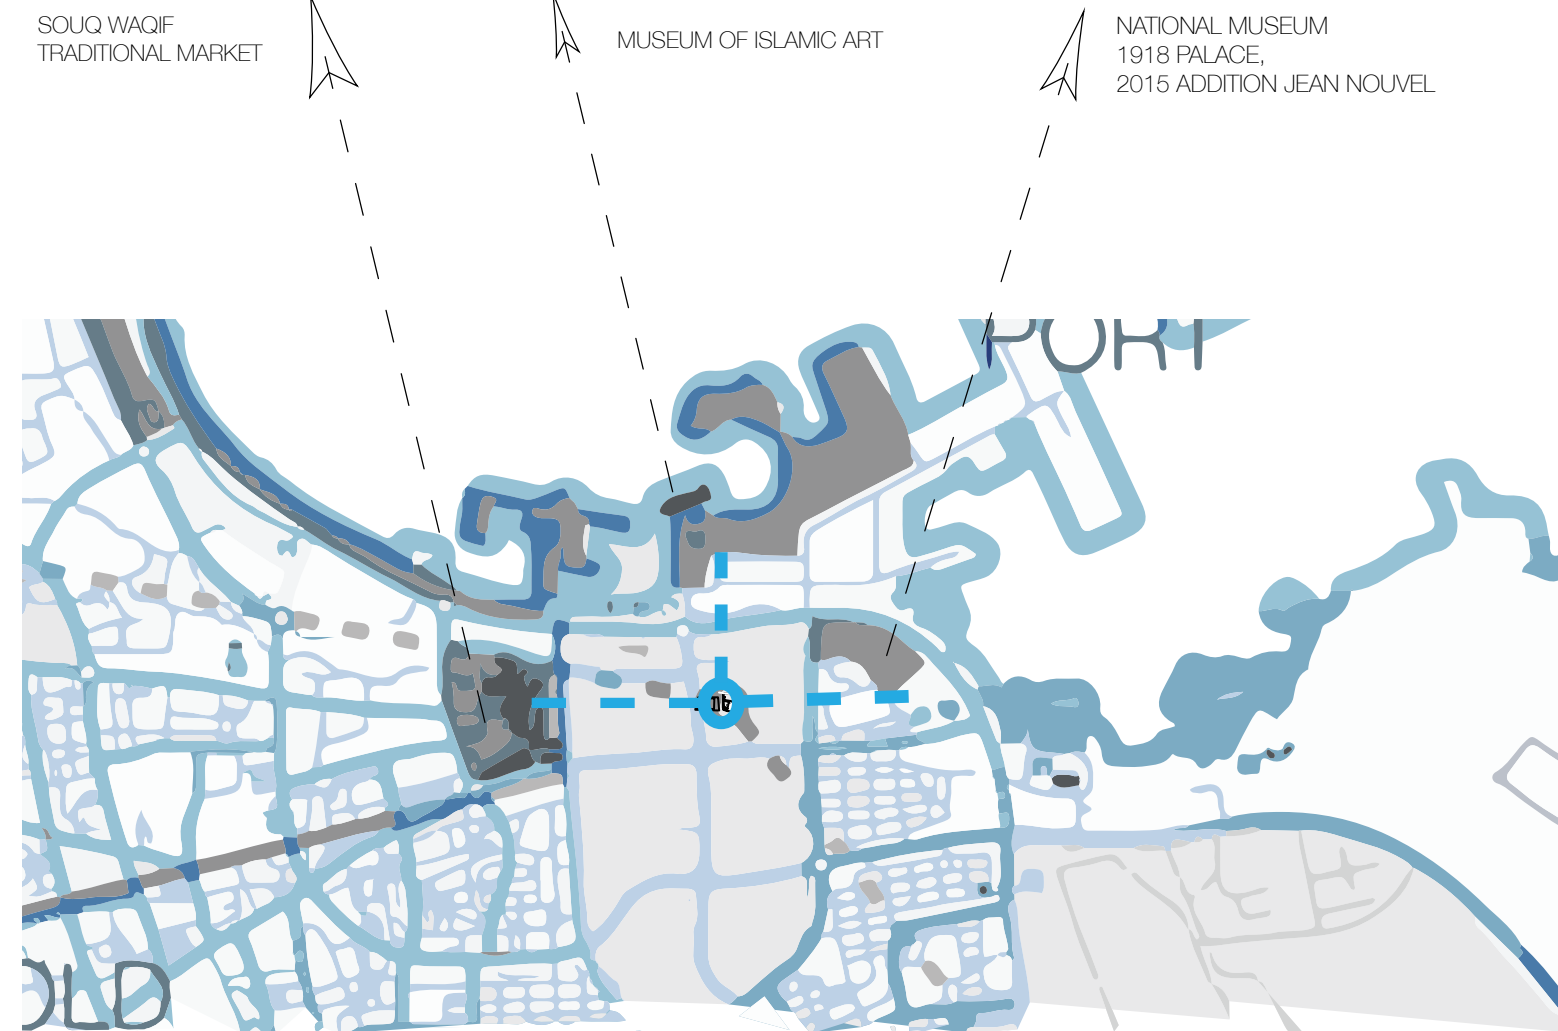 SOUQ WAQIF
TRADITIONAL MARKET
MUSEUM OF ISLAMIC ART
NATIONAL MUSEUM
1918 PALACE,
2015 ADDITION JEAN NOUVEL
PORT
OLD